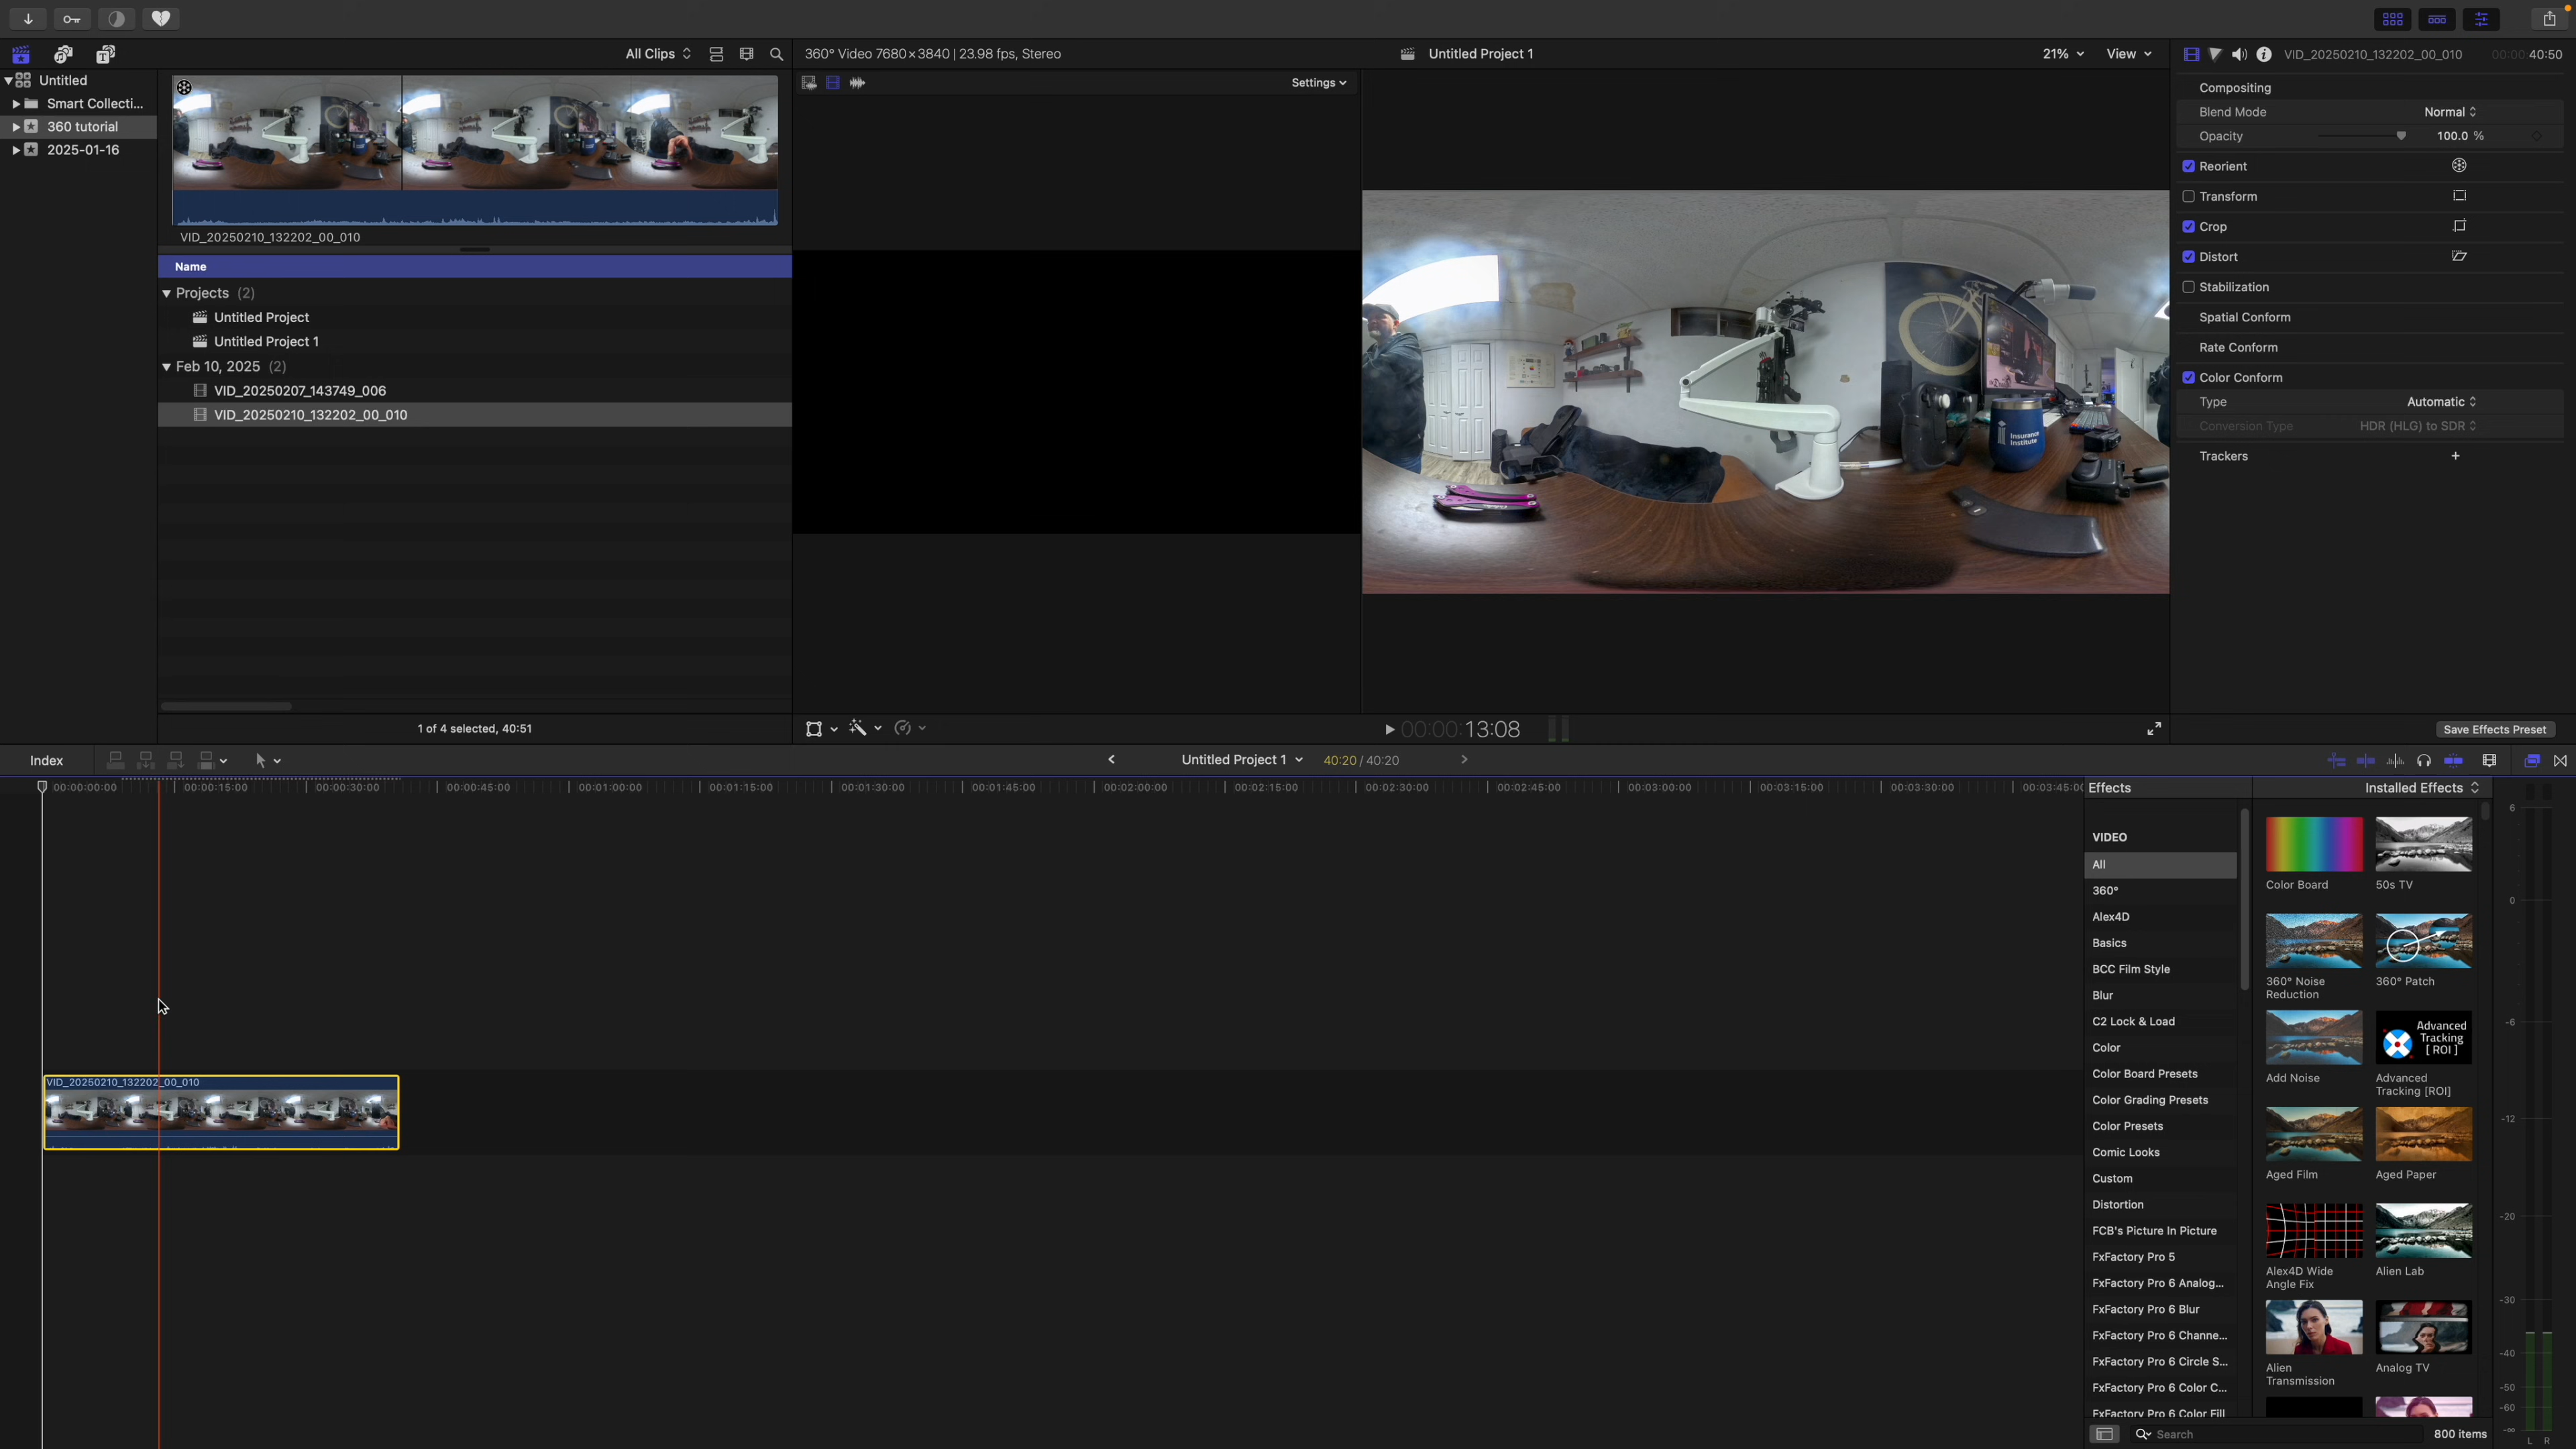 All Clips
360° Video 7680×3840 | 23.98 fps, Stereo
Untitled Project 1
21%
View
VID_20250210_132202_00_010
00:00:40:50
Untitled
Smart Collecti...
360 tutorial
2025-01-16
VID_20250210_132202_00_010
Name
Projects (2)
Untitled Project
Untitled Project 1
Feb 10, 2025 (2)
VID_20250207_143749_006
VID_20250210_132202_00_010
1 of 4 selected, 40:51
Settings
Insurance
Institute
00:00:13:08
Compositing
Blend Mode Normal
Opacity 100.0 %
Reorient
Transform
Crop
Distort
Stabilization
Spatial Conform
Rate Conform
Color Conform
Type Automatic
Conversion Type HDR (HLG) to SDR
Trackers +
Save Effects Preset
Index
Untitled Project 1
40:20 / 40:20
00:00:00:00 00:00:15:00 00:00:30:00 00:00:45:00 00:01:00:00 00:01:15:00 00:01:30:00 00:01:45:00 00:02:00:00 00:02:15:00 00:02:30:00 00:02:45:00 00:03:00:00 00:03:15:00 00:03:30:00 00:03:45:00
VID_20250210_132202_00_010
Effects
Installed Effects
VIDEO
All
360°
Alex4D
Basics
BCC Film Style
Blur
C2 Lock & Load
Color
Color Board Presets
Color Grading Presets
Color Presets
Comic Looks
Custom
Distortion
FCB's Picture In Picture
FxFactory Pro 5
FxFactory Pro 6 Analog...
FxFactory Pro 6 Blur
FxFactory Pro 6 Channe...
FxFactory Pro 6 Circle S...
FxFactory Pro 6 Color C...
FxFactory Pro 6 Color Fill
Color Board
50s TV
360° Noise
Reduction
360° Patch
Add Noise
Advanced
Tracking
[ ROI ]
Advanced
Tracking [ROI]
Aged Film
Aged Paper
Alex4D Wide
Angle Fix
Alien Lab
Alien
Transmission
Analog TV
Search
800 items
6
0
-6
-12
-20
-30
-40
-50
-60
-∞
L R